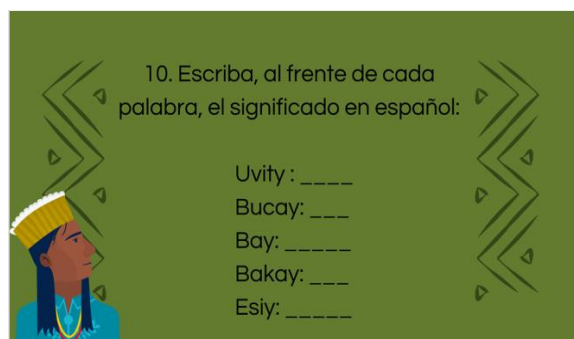 10. Escriba, al frente de cada
palabra, el significado en español:
Uvity : ____
Bucay: ___
Bay: _____
Bakay: ___
Esiy: _____